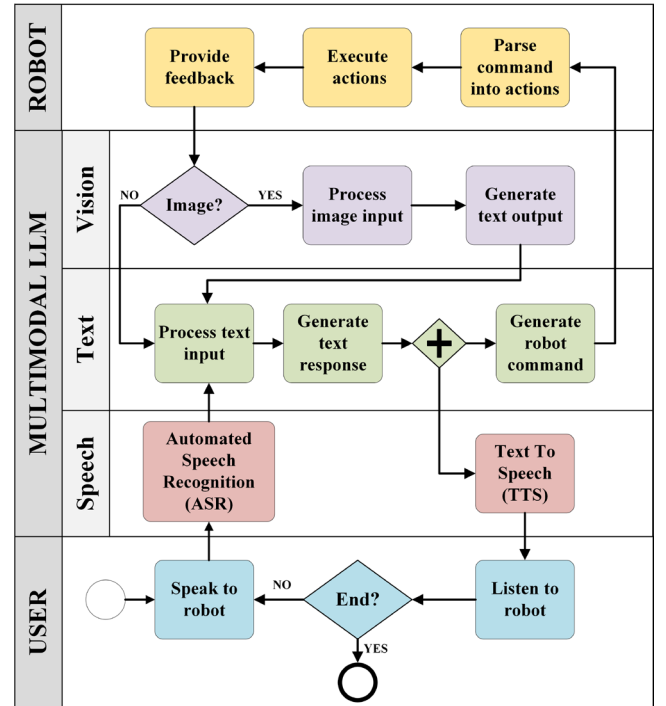 ROBOT
Provide
feedback
Execute
actions
Parse
command
into actions
MULTIMODAL LLM
Vision
NO
Image?
YES
Process
image input
Generate
text output
Text
Process text
input
Generate
text
response
Generate
robot
command
Speech
Automated
Speech
Recognition
(ASR)
Text To
Speech
(TTS)
USER
Speak to
robot
NO
End?
YES
Listen to
robot